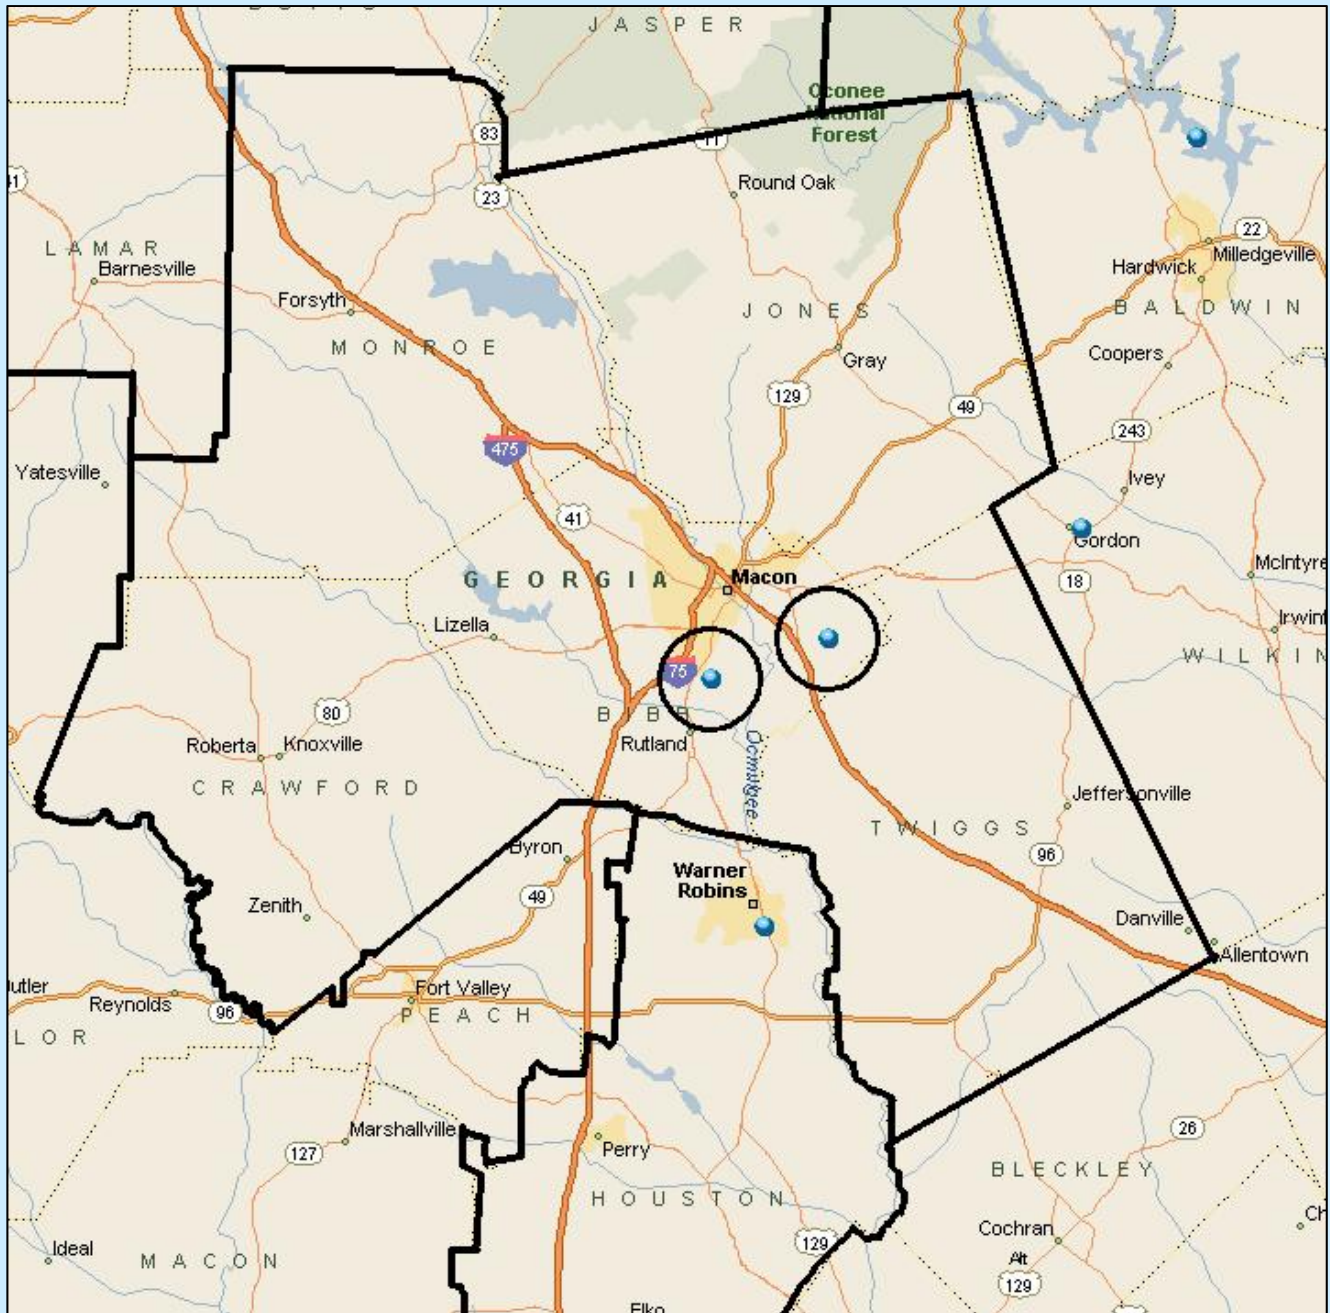 JASPER
Oconee
National
Forest
83
11
41
Round Oak
23
22
LAMAR
Milledgeville
Barnesville
Hardwick
Forsyth
JONES
BALDWIN
MONROE
Gray
Coopers
129
49
243
475
Yatesville
Ivey
41
Gordon
GEORGIA
Macon
McIntyre
18
Lizella
Irwint
WILKIN
75
80
BIBB
Roberta
Knoxville
Rutland
Ocmulgee
CRAWFORD
Jeffersonville
TWIGGS
Byron
96
Warner
Robins
49
Zenith
Danville
Allentown
utler
Reynolds
96
Fort Valley
PEACH
LOR
Marshallville
127
Perry
26
BLECKLEY
HOUSTON
Ch
Cochran
129
Ideal
MACON
Alt
129
Elko